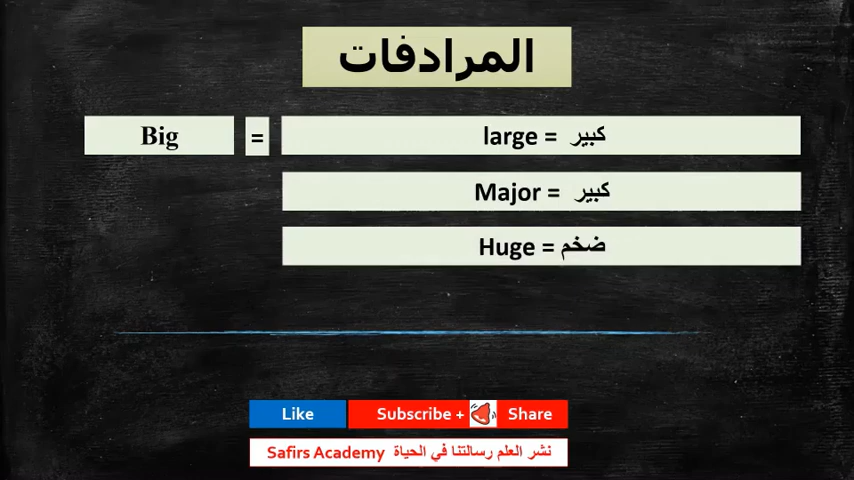 المرادفات
Big = large = كبير
Major = كبير
Huge = ضخم
Like Subscribe + Share
Safirs Academy نشر العلم رسالتنا في الحياة